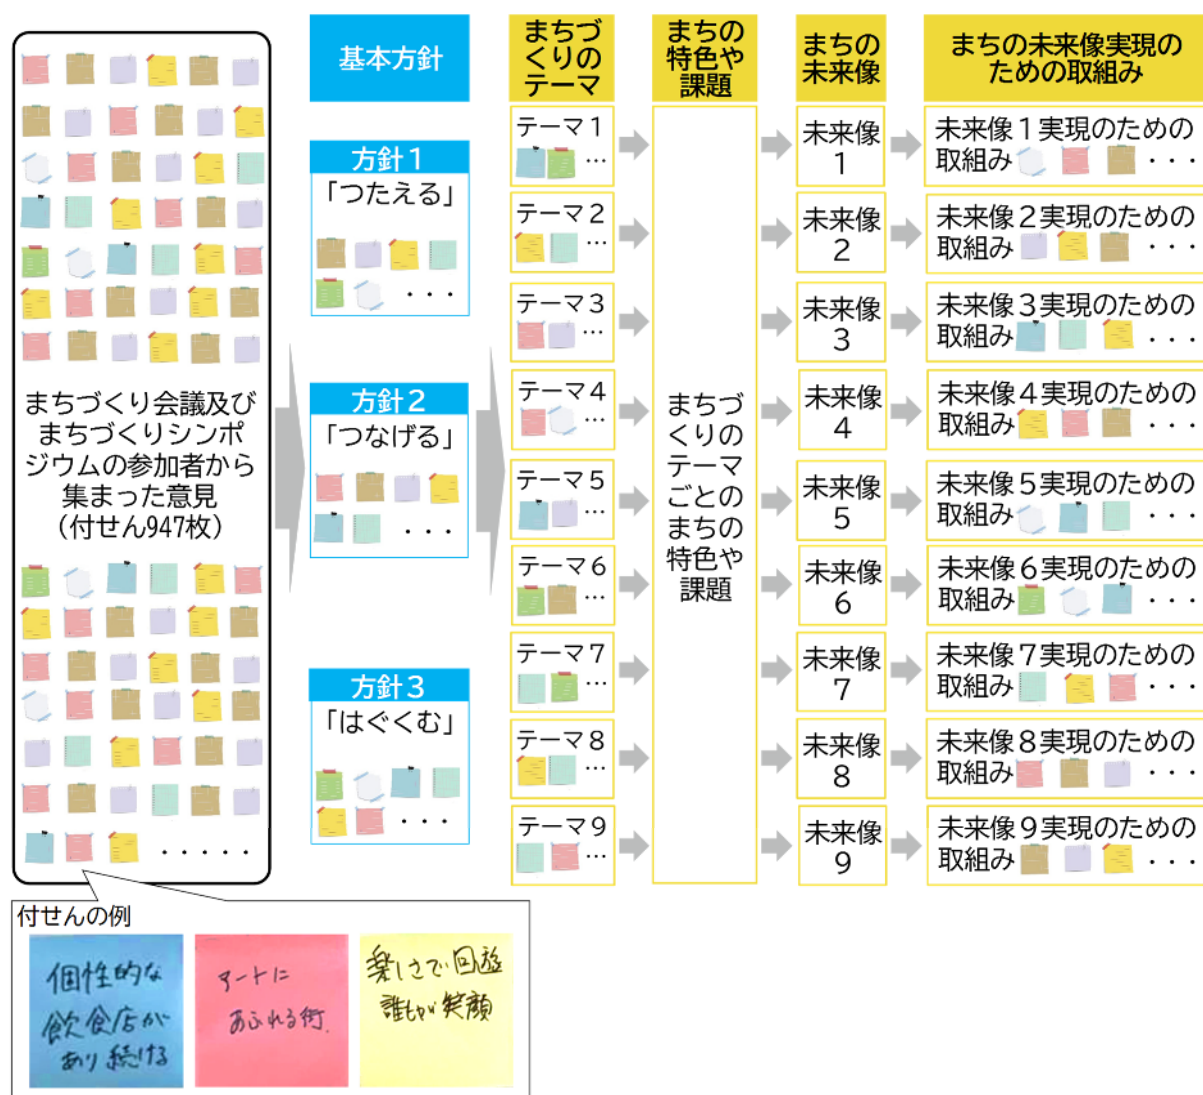 まちづくり会議及び
まちづくりシンポ
ジウムの参加者から
集まった意見
（付せん947枚）
・・・・・
基本方針
方針１
「つたえる」
・・・
方針２
「つなげる」
・・・
方針３
「はぐくむ」
・・・
まちづ
くりの
テーマ
テーマ１
…
テーマ２
…
テーマ３
…
テーマ４
…
テーマ５
…
テーマ６
…
テーマ７
…
テーマ８
…
テーマ９
…
まちの
特色や
課題
まちづ
くりの
テーマ
ごとの
まちの
特色や
課題
まちの
未来像
未来像
１
未来像
２
未来像
３
未来像
４
未来像
５
未来像
６
未来像
７
未来像
８
未来像
９
まちの未来像実現の
ための取組み
未来像１実現のための
取組み ・・・
未来像２実現のための
取組み ・・・
未来像３実現のための
取組み ・・・
未来像４実現のための
取組み ・・・
未来像５実現のための
取組み ・・・
未来像６実現のための
取組み ・・・
未来像７実現のための
取組み ・・・
未来像８実現のための
取組み ・・・
未来像９実現のための
取組み ・・・
付せんの例
個性的な
飲食店が
あり続ける
アートに
あふれる街
楽しさで回遊
誰もが笑顔